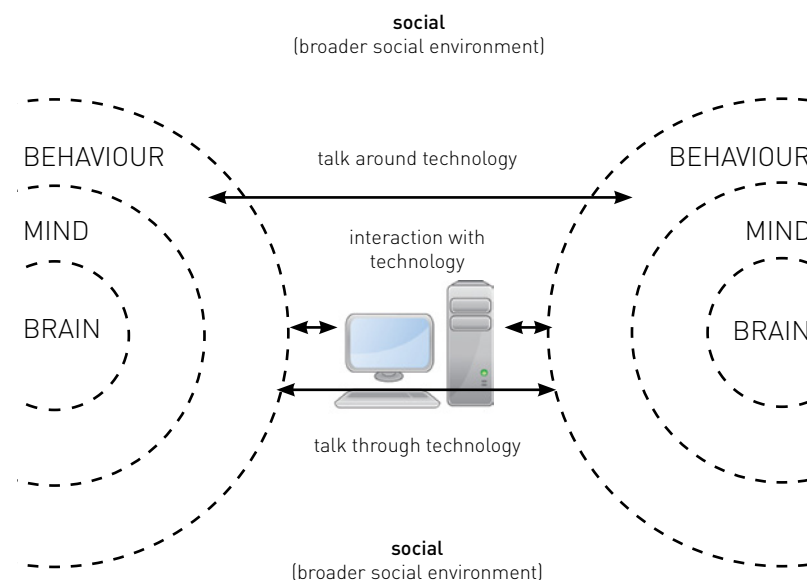 social
(broader social environment)
BEHAVIOUR
talk around technology
BEHAVIOUR
MIND
interaction with
technology
MIND
BRAIN
BRAIN
talk through technology
social
(broader social environment)